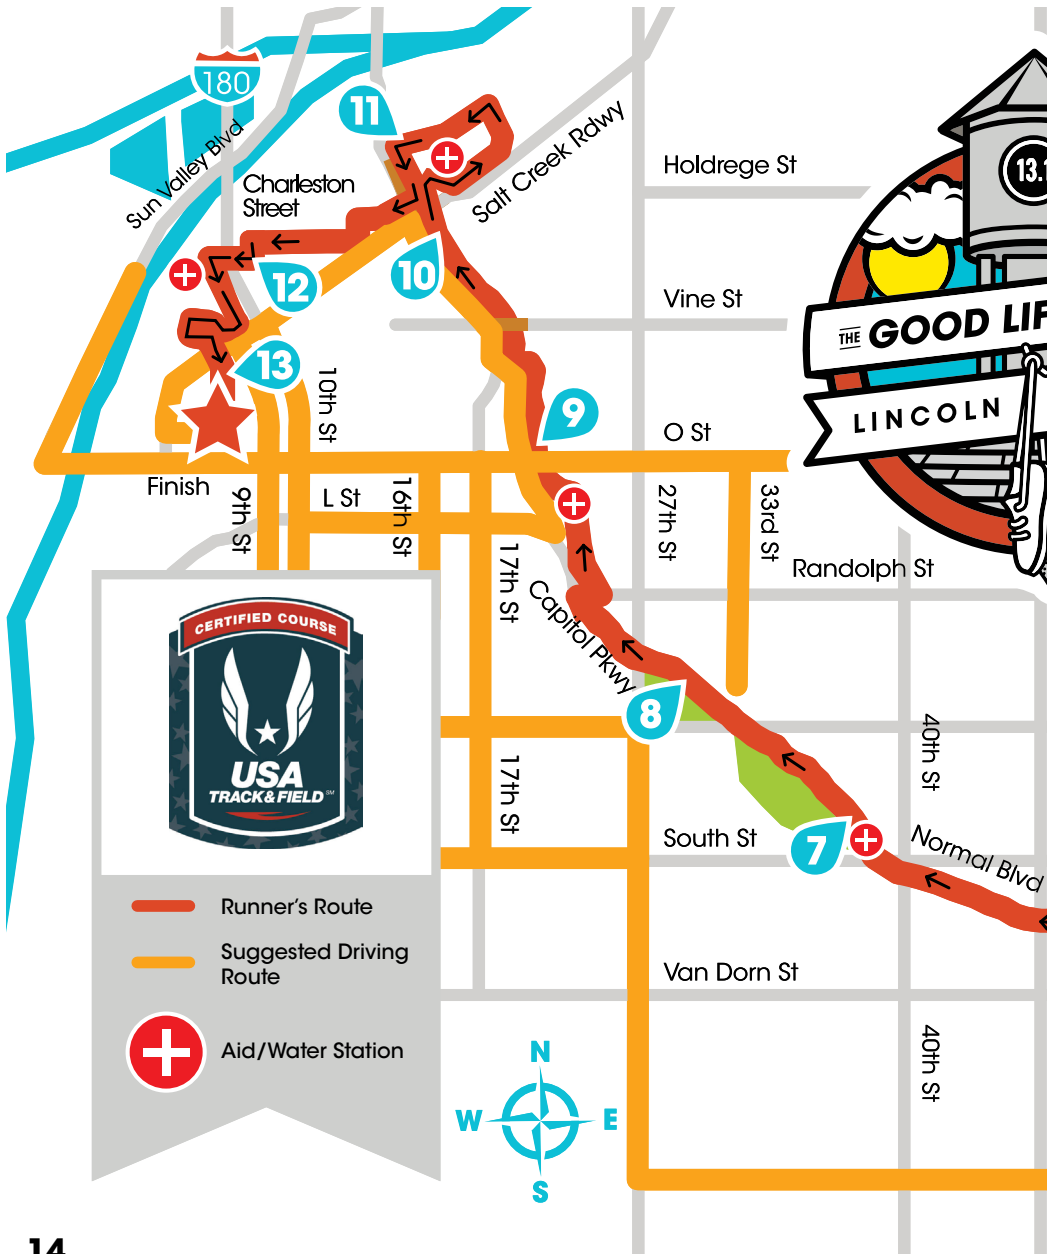 180
11
Sun Valley Blvd
Charleston
Street
Salt Creek Rdwy
Holdrege St
13.1
10
12
Vine St
THE GOOD LIF
LINCOLN
13
10th St
9
O St
Finish
9th St
L St
16th St
27th St
33rd St
17th St
Randolph St
Capitol Pkwy
CERTIFIED COURSE
USA
TRACK&FIELD SM
8
40th St
17th St
South St
7
Normal Blvd
Runner's Route
Suggested Driving
Route
Van Dorn St
Aid/Water Station
40th St
N
W E
S
14